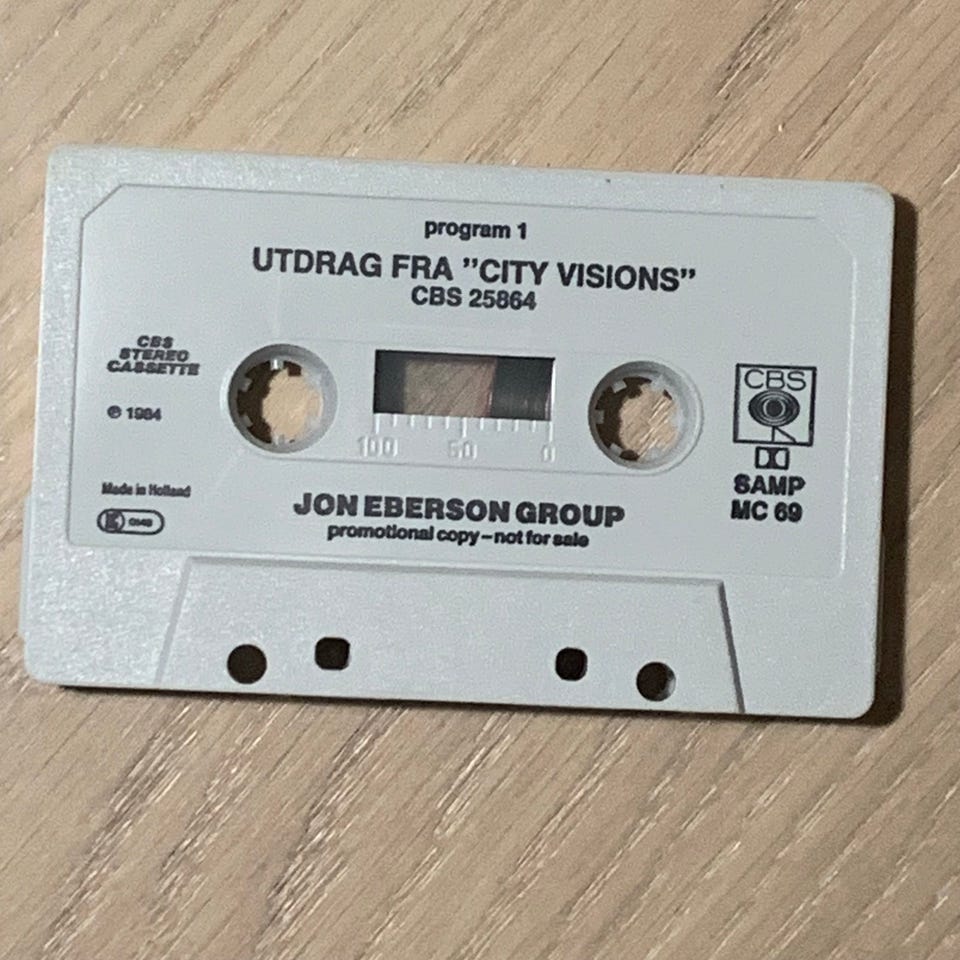 program 1
UTDRAG FRA "CITY VISIONS"
CBS 25864
CBS
STEREO
CASSETTE
℗ 1984
100 50 0
CBS
SAMP
MC 69
Made in Holland
JON EBERSON GROUP
promotional copy – not for sale